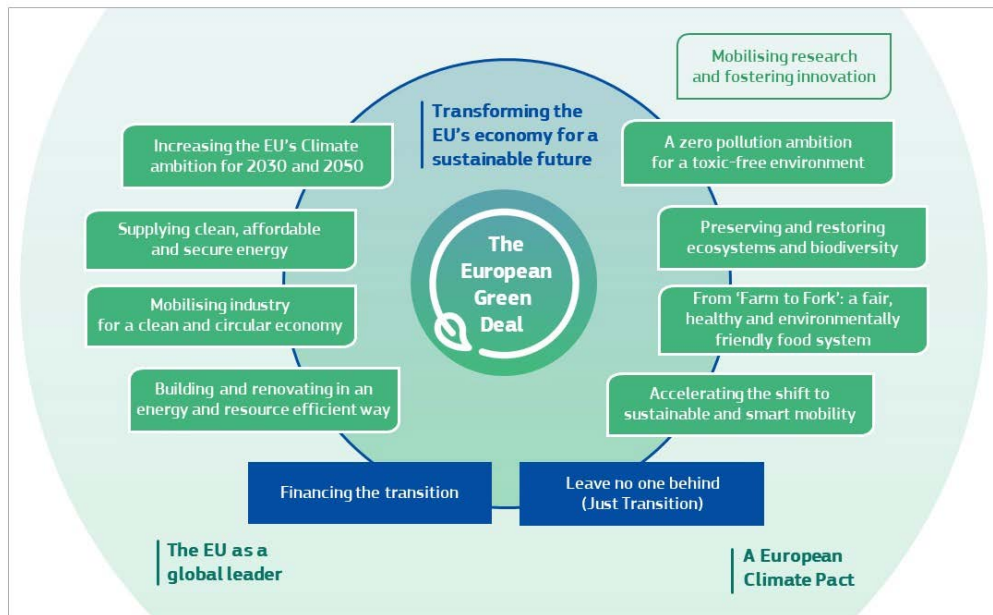 Mobilising research
and fostering innovation
Transforming the
EU's economy for a
sustainable future
Increasing the EU's Climate
ambition for 2030 and 2050
A zero pollution ambition
for a toxic-free environment
Supplying clean, affordable
and secure energy
Preserving and restoring
ecosystems and biodiversity
The
European
Green
Deal
Mobilising industry
for a clean and circular economy
From ‘Farm to Fork’: a fair,
healthy and environmentally
friendly food system
Building and renovating in an
energy and resource efficient way
Accelerating the shift to
sustainable and smart mobility
Financing the transition
Leave no one behind
(Just Transition)
The EU as a
global leader
A European
Climate Pact